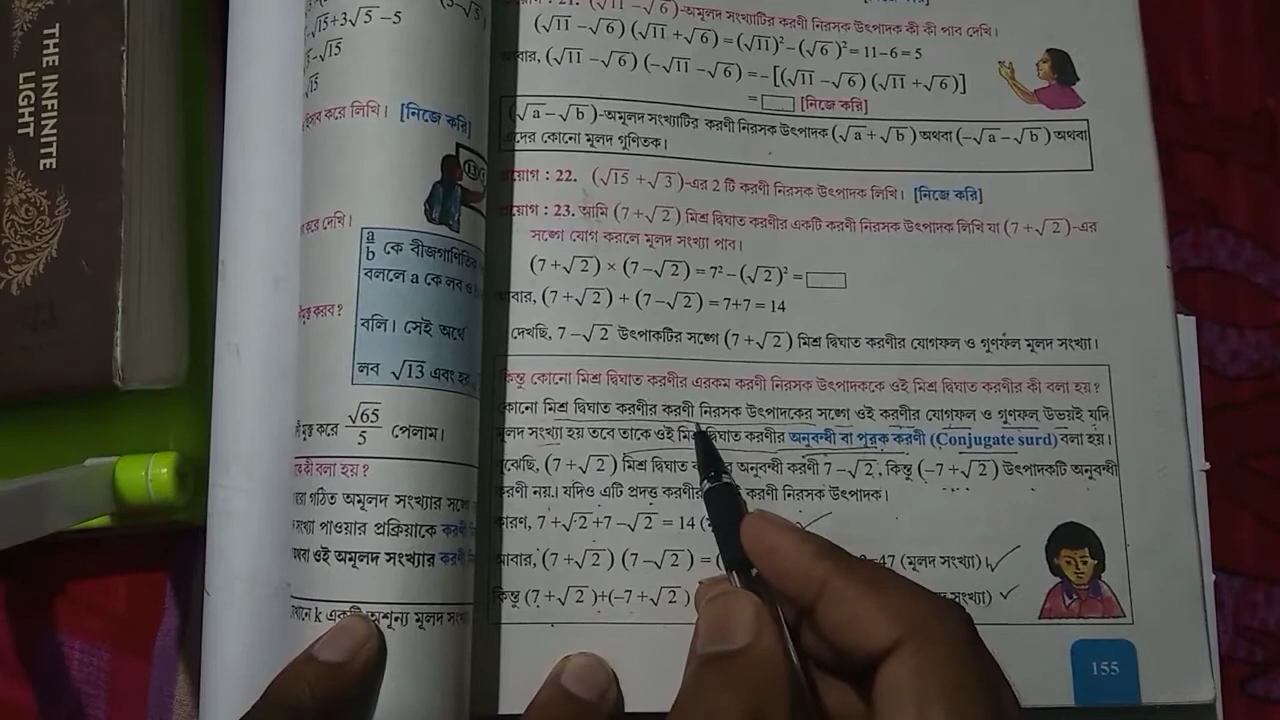 THE INFINITE
LIGHT
√15+3√5 −5
√15
হিসাব করে লিখি। [নিজে করি]
করে দেখি।
a/b কে বীজগাণিতিক
বললে a কে লব ও
বলি। সেই অর্থে
লব √13 এবং হর
করব?
করে √65/5 পেলাম।
কী বলা হয়?
গঠিত অমূলদ সংখ্যার সঙ্গে
সংখ্যা পাওয়ার প্রক্রিয়াকে করণী
ওই অমূলদ সংখ্যার করণী
k একটি অশূন্য মূলদ
21. (√11 −√6)-অমূলদ সংখ্যাটির করণী নিরসক উৎপাদক কী কী পাব দেখি।
(√11 −√6) (√11 +√6) = (√11)² −(√6)² = 11−6 = 5
আবার, (√11 −√6) (−√11 −√6) = −[(√11 −√6) (√11 +√6)]
= [নিজে করি]
(√a −√b)-অমূলদ সংখ্যাটির করণী নিরসক উৎপাদক (√a +√b) অথবা (−√a −√b) অথবা
এদের কোনো মূলদ গুণিতক।
প্রয়োগ : 22. (√15 +√3)-এর 2 টি করণী নিরসক উৎপাদক লিখি। [নিজে করি]
প্রয়োগ : 23. আমি (7+√2) মিশ্র দ্বিঘাত করণীর একটি করণী নিরসক উৎপাদক লিখি যা (7+√2)-এর
সঙ্গে যোগ করলে মূলদ সংখ্যা পাব।
(7+√2) × (7−√2) = 7² −(√2)² =
আবার, (7+√2) + (7−√2) = 7+7 = 14
দেখছি, 7−√2 উৎপাকটির সঙ্গে (7+√2) মিশ্র দ্বিঘাত করণীর যোগফল ও গুণফল মূলদ সংখ্যা।
কিন্তু কোনো মিশ্র দ্বিঘাত করণীর এরকম করণী নিরসক উৎপাদককে ওই মিশ্র দ্বিঘাত করণীর কী বলা হয়?
কোনো মিশ্র দ্বিঘাত করণীর করণী নিরসক উৎপাদকের সঙ্গে ওই করণীর যোগফল ও গুণফল উভয়ই যদি
মূলদ সংখ্যা হয় তবে তাকে ওই মিশ্র দ্বিঘাত করণীর অনুবন্ধী বা পূরক করণী (Conjugate surd) বলা হয়।
বুঝেছি, (7+√2) মিশ্র দ্বিঘাত অনুবন্ধী করণী 7−√2, কিন্তু (−7+√2) উৎপাদকটি অনুবন্ধী
করণী নয়। যদিও এটি প্রদত্ত করণীর করণী নিরসক উৎপাদক।
কারণ, 7+√2+7−√2 = 14
আবার, (7+√2) (7−√2) = 47 (মূলদ সংখ্যা)
কিন্তু (7+√2)+(−7+√2) সংখ্যা)
155